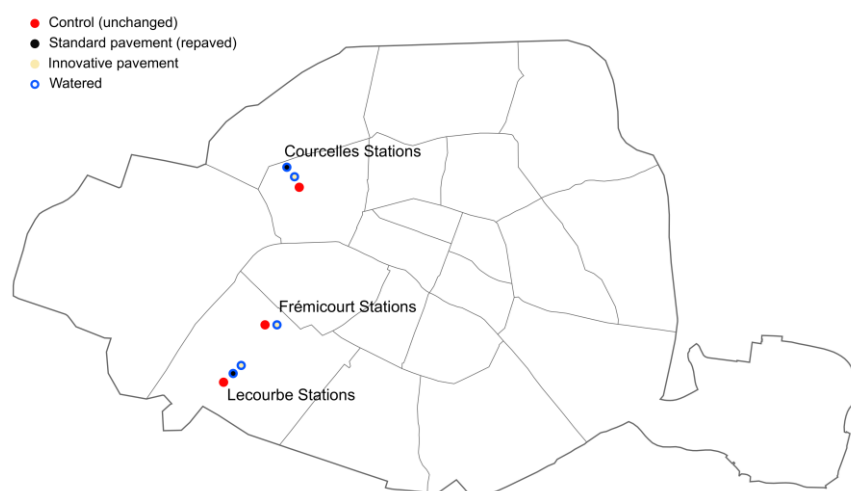 Control (unchanged)
Standard pavement (repaved)
Innovative pavement
Watered
Courcelles Stations
Frémicourt Stations
Lecourbe Stations